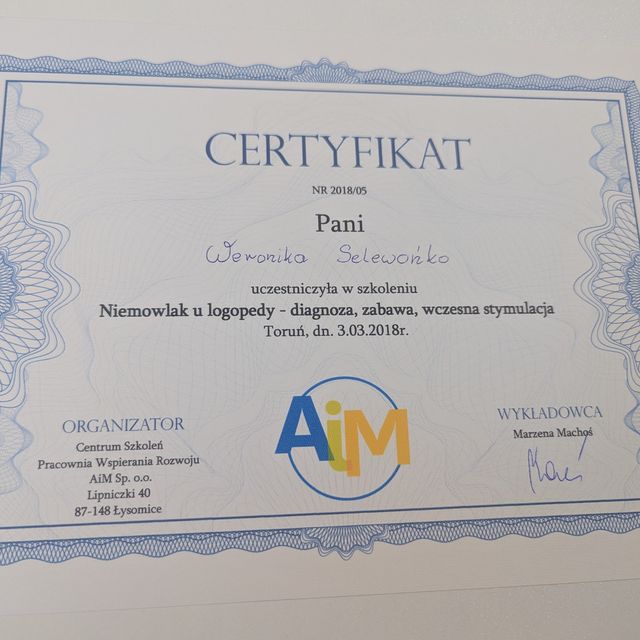 CERTYFIKAT
NR 2018/05
Pani
Weronika Selewońko
uczestniczyła w szkoleniu
Niemowlak u logopedy - diagnoza, zabawa, wczesna stymulacja
Toruń, dn. 3.03.2018r.
ORGANIZATOR
Centrum Szkoleń
Pracownia Wspierania Rozwoju
AiM Sp. o.o.
Lipniczki 40
87-148 Łysomice
AiM
WYKŁADOWCA
Marzena Machoś